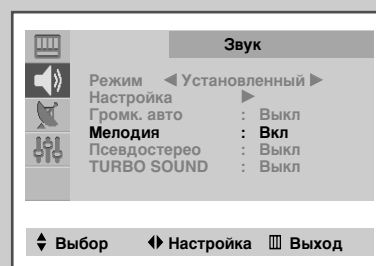 Звук
Режим ◀ Установленный ▶
Настройка ▶
Громк. авто : Выкл
Мелодия : Вкл
Псевдостерео : Выкл
TURBO SOUND : Выкл
Выбор Настройка Выход